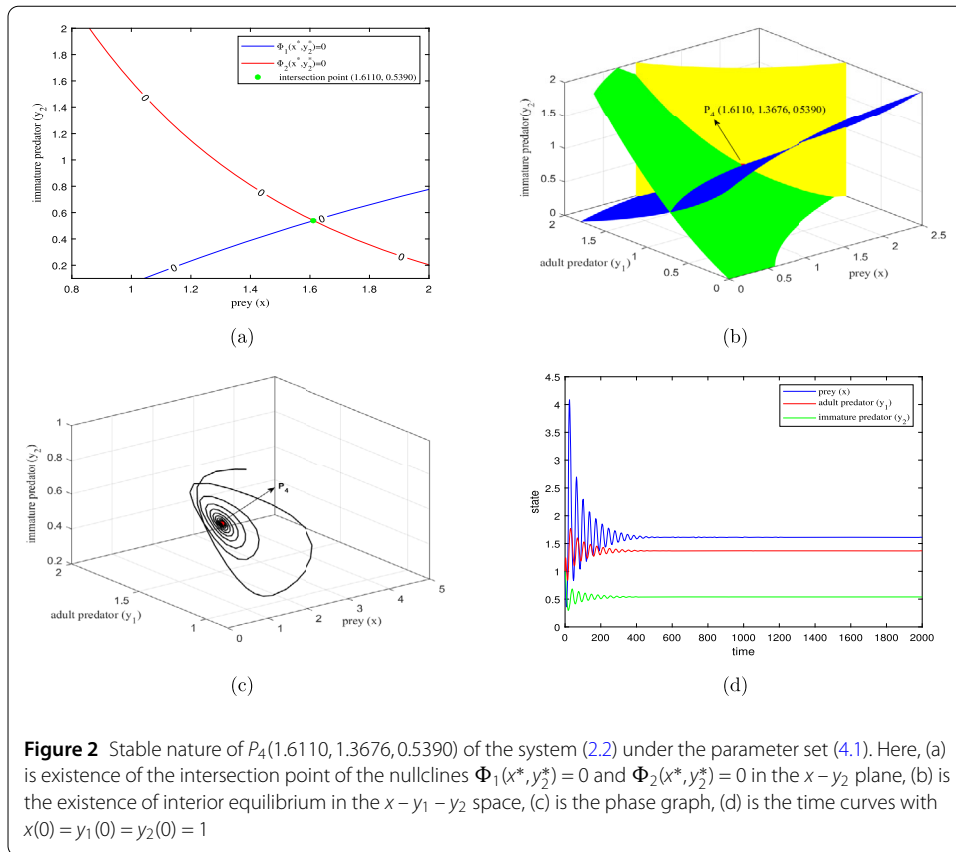 Φ₁(x*,y₂*)=0
Φ₂(x*,y₂*)=0
intersection point (1.6110, 0.5390)
immature predator (y₂)
2
1.8
1.6
1.4
1.2
1
0.8
0.6
0.4
0.2
0 0 0 0 0 0
0.8 1 1.2 1.4 1.6 1.8 2
prey (x)
(a)
P₄ (1.6110, 1.3676, 05390)
immature predator(y₂)
2
1.5
1
0.5
0
2 1.5 1 0.5 0
adult predator (y₁)
0 0.5 1 1.5 2 2.5
prey (x)
(b)
P₄
immature predator (y₂)
1
0.8
0.6
0.4
0.2
2 1.5 1
adult predator (y₁)
0 1 2 3 4 5
prey (x)
(c)
prey (x)
adult predator (y₁)
immature predator (y₂)
state
4.5
4
3.5
3
2.5
2
1.5
1
0.5
0
0 200 400 600 800 1000 1200 1400 1600 1800 2000
time
(d)
Figure 2 Stable nature of P₄(1.6110, 1.3676, 0.5390) of the system (2.2) under the parameter set (4.1). Here, (a)
is existence of the intersection point of the nullclines Φ₁(x*, y₂*) = 0 and Φ₂(x*, y₂*) = 0 in the x – y₂ plane, (b) is
the existence of interior equilibrium in the x – y₁ – y₂ space, (c) is the phase graph, (d) is the time curves with
x(0) = y₁(0) = y₂(0) = 1